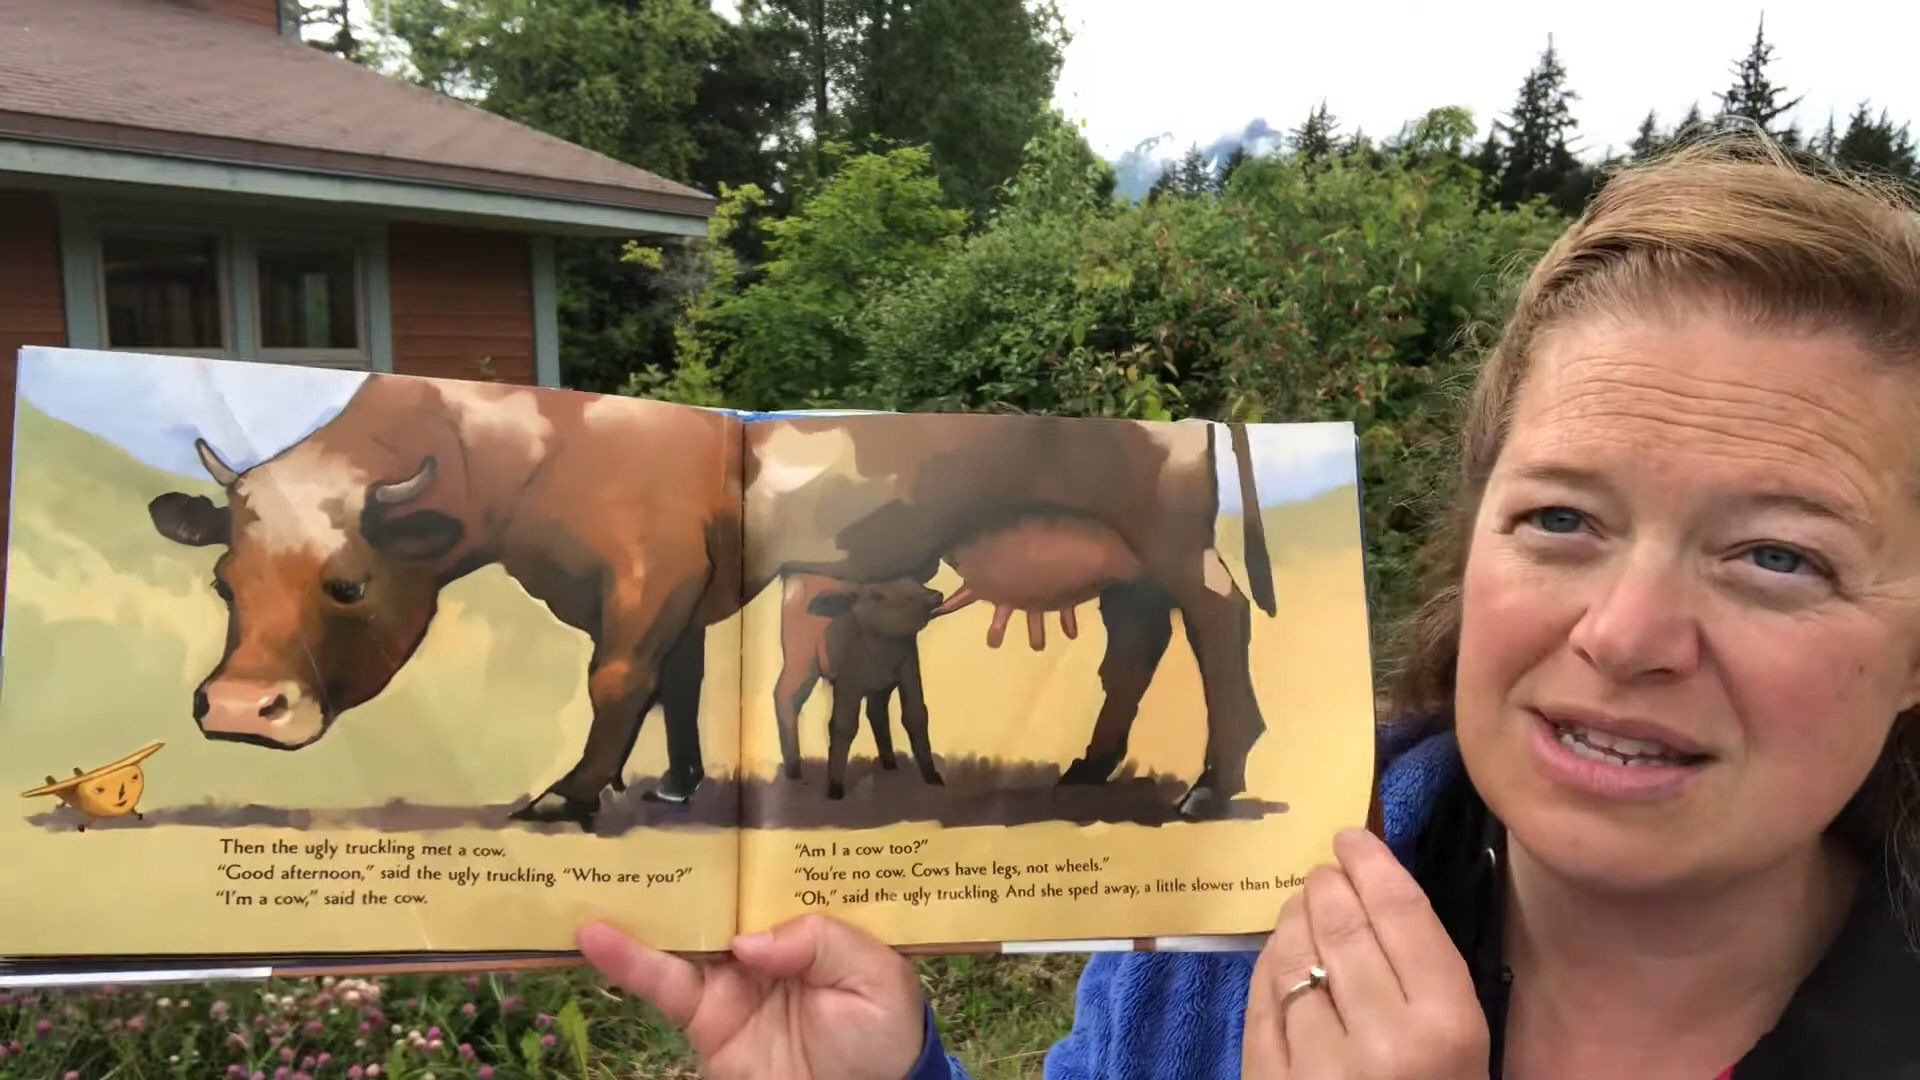 Then the ugly truckling met a cow.
“Good afternoon,” said the ugly truckling. “Who are you?”
“I’m a cow,” said the cow.
“Am I a cow too?”
“You’re no cow. Cows have legs, not wheels.”
“Oh,” said the ugly truckling. And she sped away, a little slower than